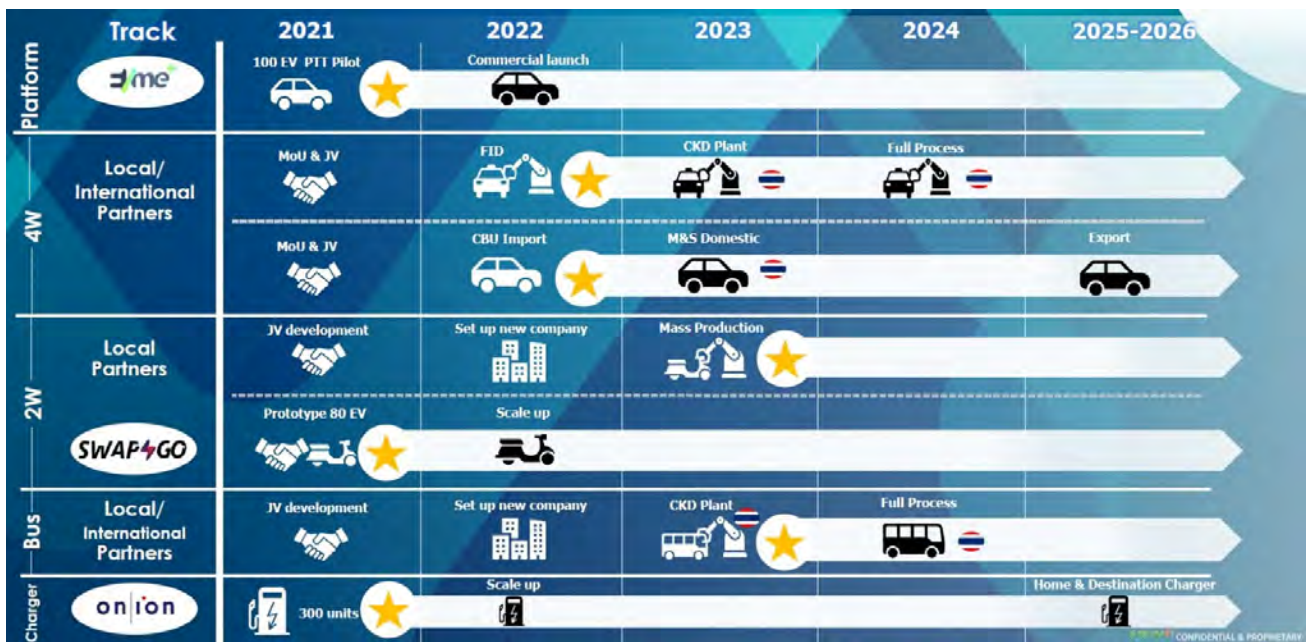 Track 2021 2022 2023 2024 2025-2026
Platform
me
100 EV PTT Pilot
Commercial launch
4W
Local/
International
Partners
MoU & JV
FID
CKD Plant
Full Process
MoU & JV
CBU Import
M&S Domestic
Export
2W
Local
Partners
JV development
Set up new company
Mass Production
SWAP GO
Prototype 80 EV
Scale up
Bus
Local/
International
Partners
JV development
Set up new company
CKD Plant
Full Process
Charger
on|ion
300 units
Scale up
Home & Destination Charger
CONFIDENTIAL & PROPRIETARY